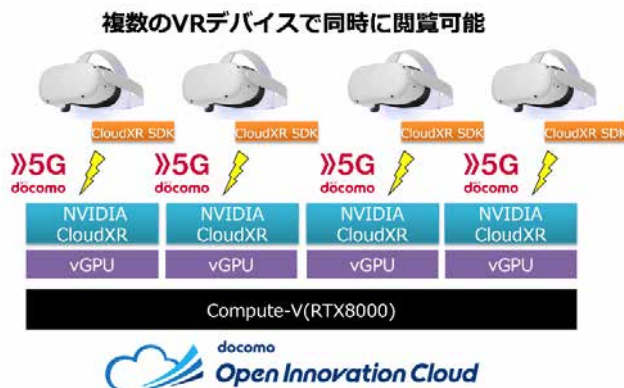 複数のVRデバイスで同時に閲覧可能
CloudXR SDK
CloudXR SDK
CloudXR SDK
CloudXR SDK
5G
docomo
5G
docomo
5G
docomo
5G
docomo
NVIDIA
CloudXR
NVIDIA
CloudXR
NVIDIA
CloudXR
NVIDIA
CloudXR
vGPU
vGPU
vGPU
vGPU
Compute-V(RTX8000)
docomo
Open Innovation Cloud